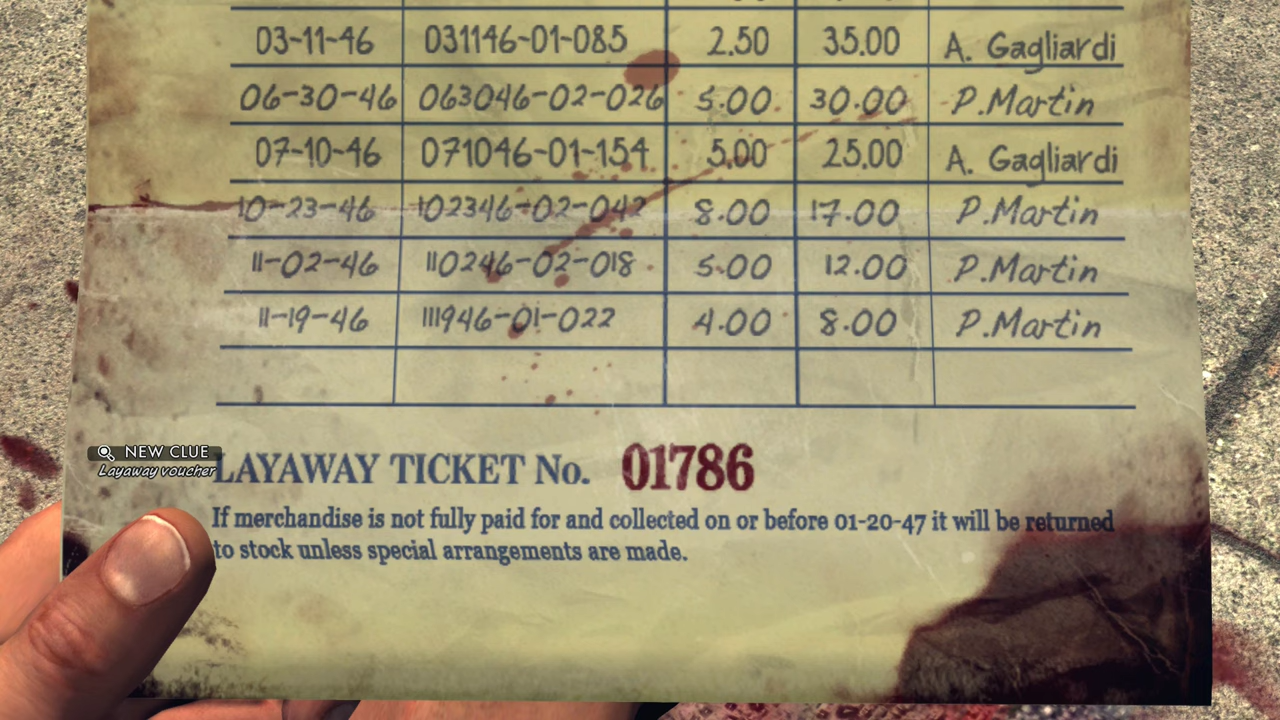 03-11-46 031146-01-085 2.50 35.00 A. Gagliardi
06-30-46 063046-02-026 5.00 30.00 P.Martin
07-10-46 071046-01-154 5.00 25.00 A. Gagliardi
10-23-46 102346-02-042 8.00 17.00 P.Martin
11-02-46 110246-02-018 5.00 12.00 P.Martin
11-19-46 111946-01-022 4.00 8.00 P.Martin
NEW CLUE
Layaway voucher
LAYAWAY TICKET No. 01786
If merchandise is not fully paid for and collected on or before 01-20-47 it will be returned
to stock unless special arrangements are made.